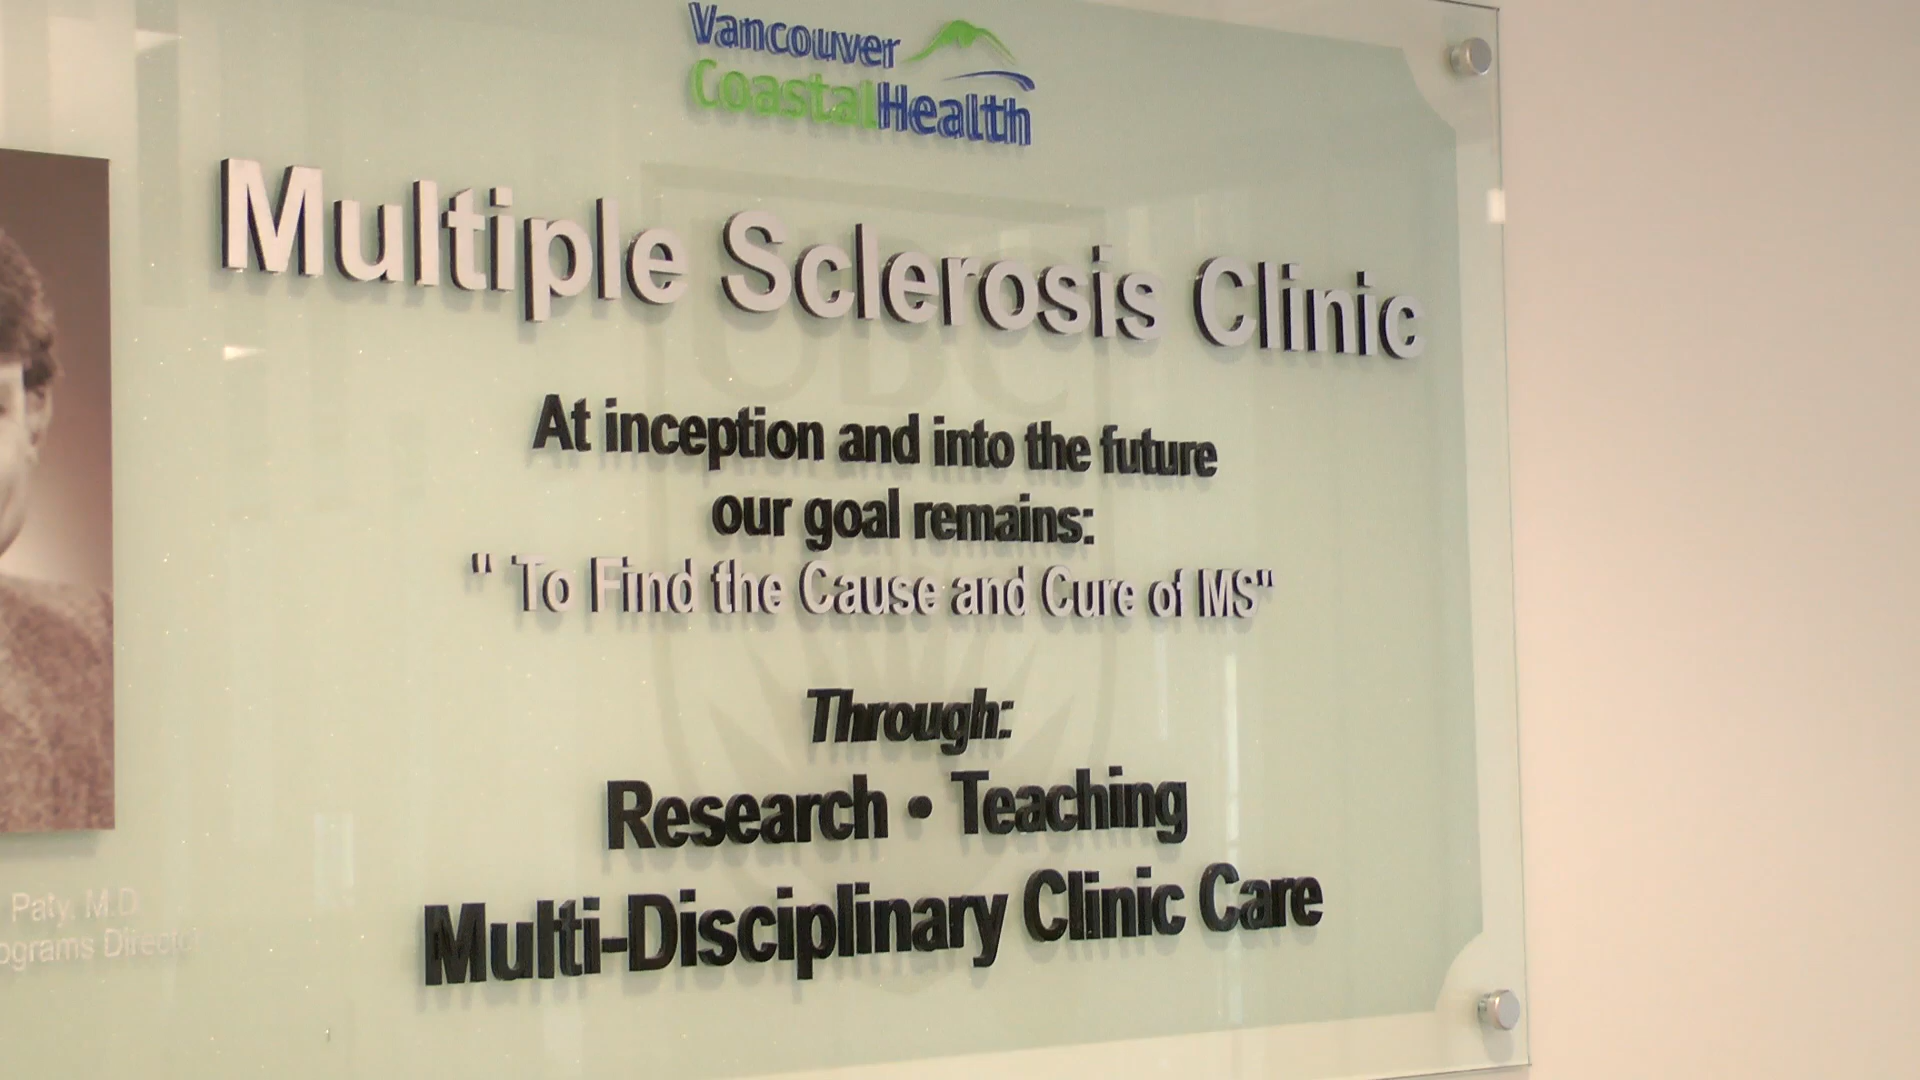 Vancouver
CoastalHealth
Multiple Sclerosis Clinic
UBC
At inception and into the future
our goal remains:
" To Find the Cause and Cure of MS"
Through:
Research • Teaching
Multi-Disciplinary Clinic Care
Paty, M.D.